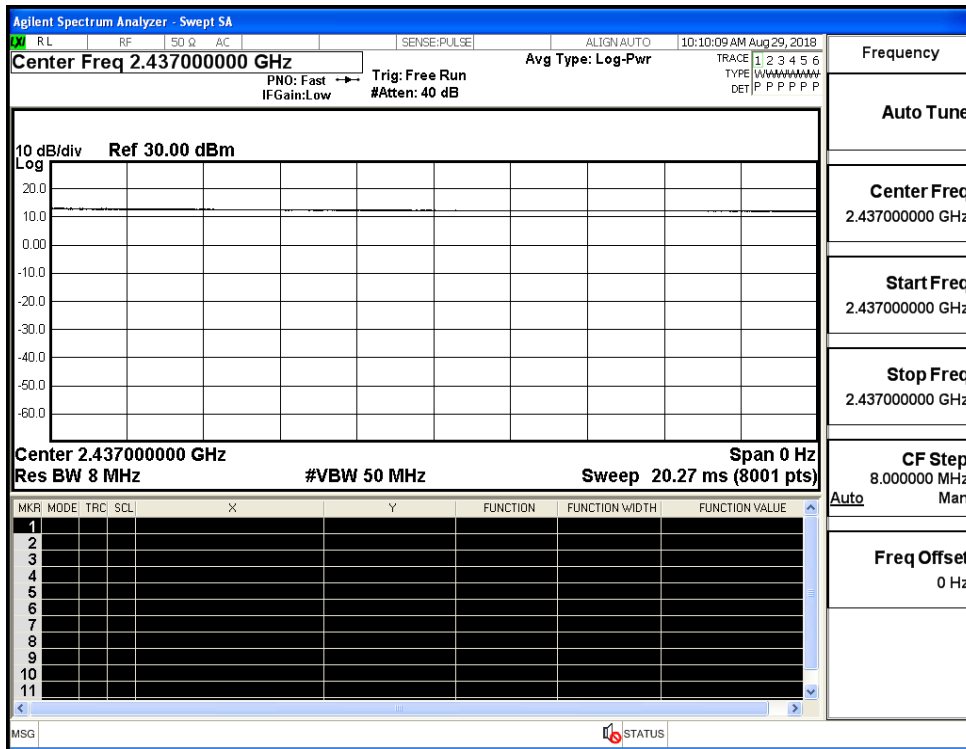 Agilent Spectrum Analyzer - Swept SA
LXI RL RF 50 Ω AC SENSE:PULSE ALIGN AUTO 10:10:09 AM Aug 29, 2018
Center Freq 2.437000000 GHz
PNO: Fast
IFGain:Low
Trig: Free Run
#Atten: 40 dB
Avg Type: Log-Pwr
TRACE 1 2 3 4 5 6
TYPE WWWWWW
DET P P P P P P
10 dB/div Ref 30.00 dBm
Log
20.0
10.0
0.00
-10.0
-20.0
-30.0
-40.0
-50.0
-60.0
Center 2.437000000 GHz Span 0 Hz
Res BW 8 MHz #VBW 50 MHz Sweep 20.27 ms (8001 pts)
MKR MODE TRC SCL X Y FUNCTION FUNCTION WIDTH FUNCTION VALUE
1
2
3
4
5
6
7
8
9
10
11
MSG STATUS
Frequency
Auto Tune
Center Freq
2.437000000 GHz
Start Freq
2.437000000 GHz
Stop Freq
2.437000000 GHz
CF Step
8.000000 MHz
Auto Man
Freq Offset
0 Hz